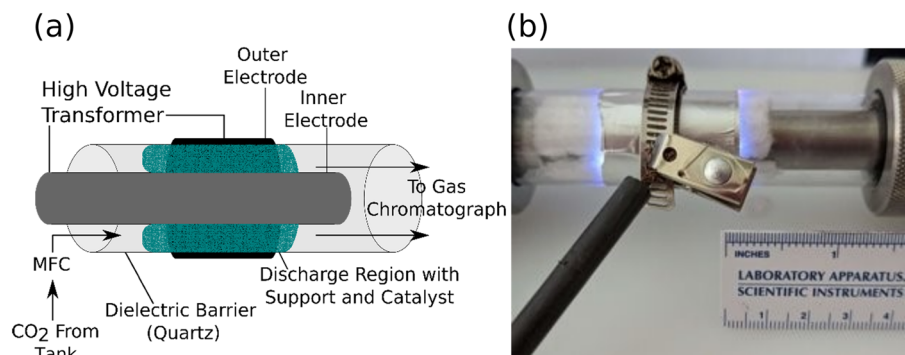 (a)
Outer
Electrode
High Voltage
Transformer
Inner
Electrode
To Gas
Chromatograph
MFC
Discharge Region with
Support and Catalyst
Dielectric Barrier
(Quartz)
CO2 From
Tank
(b)
INCHES
1
LABORATORY APPARATUS.
SCIENTIFIC INSTRUMENTS
1 2 3 4